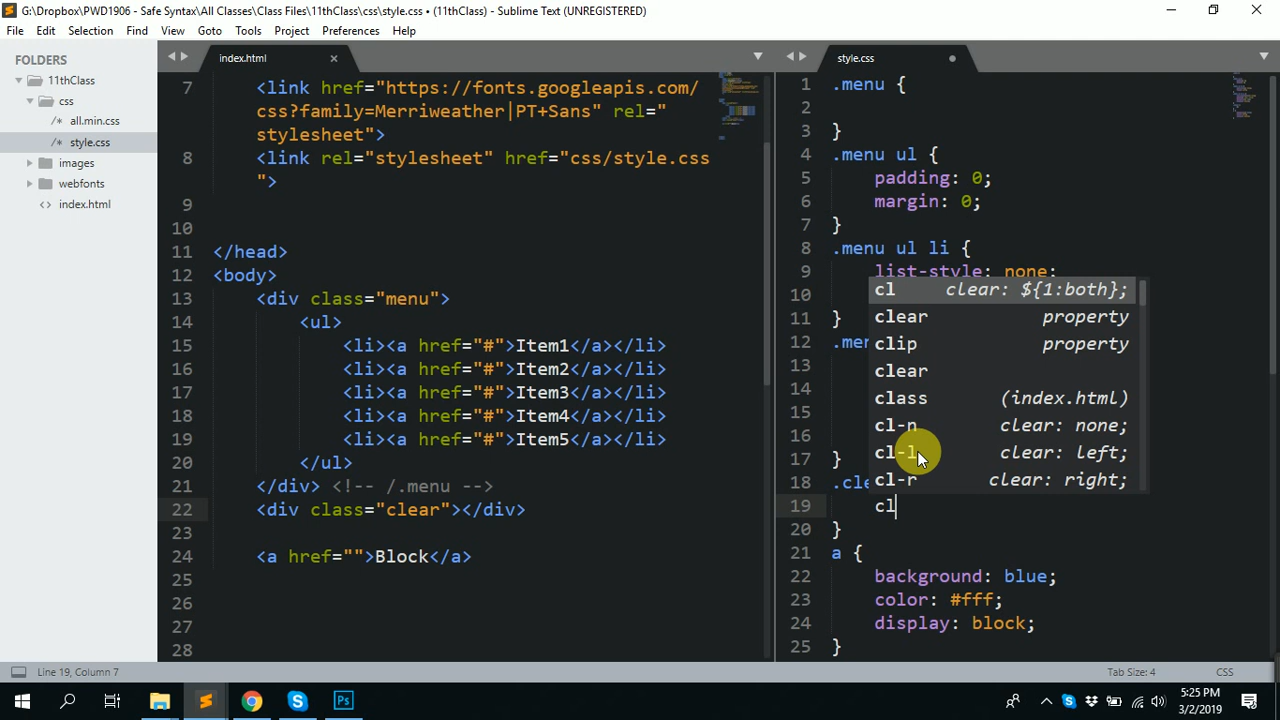 G:\Dropbox\PWD1906 - Safe Syntax\All Classes\Class Files\11thClass\css\style.css • (11thClass) - Sublime Text (UNREGISTERED)
File Edit Selection Find View Goto Tools Project Preferences Help
FOLDERS
11thClass
css
/* all.min.css
/* style.css
images
webfonts
<> index.html
index.html
7 <link href="https://fonts.googleapis.com/
css?family=Merriweather|PT+Sans" rel="
stylesheet">
8 <link rel="stylesheet" href="css/style.css
">
9
10
11 </head>
12 <body>
13 <div class="menu">
14 <ul>
15 <li><a href="#">Item1</a></li>
16 <li><a href="#">Item2</a></li>
17 <li><a href="#">Item3</a></li>
18 <li><a href="#">Item4</a></li>
19 <li><a href="#">Item5</a></li>
20 </ul>
21 </div> <!-- /.menu -->
22 <div class="clear"></div>
23
24 <a href="">Block</a>
25
26
27
28
style.css
1 .menu {
2
3 }
4 .menu ul {
5 padding: 0;
6 margin: 0;
7 }
8 .menu ul li {
9 list-style: none;
10
11 }
12 .men
13
14
15
16
17 }
18 .cle
19 cl
20 }
21 a {
22 background: blue;
23 color: #fff;
24 display: block;
25 }
cl clear: ${1:both};
clear property
clip property
clear
class (index.html)
cl-n clear: none;
cl-l clear: left;
cl-r clear: right;
Line 19, Column 7
Tab Size: 4
CSS
5:25 PM
3/2/2019